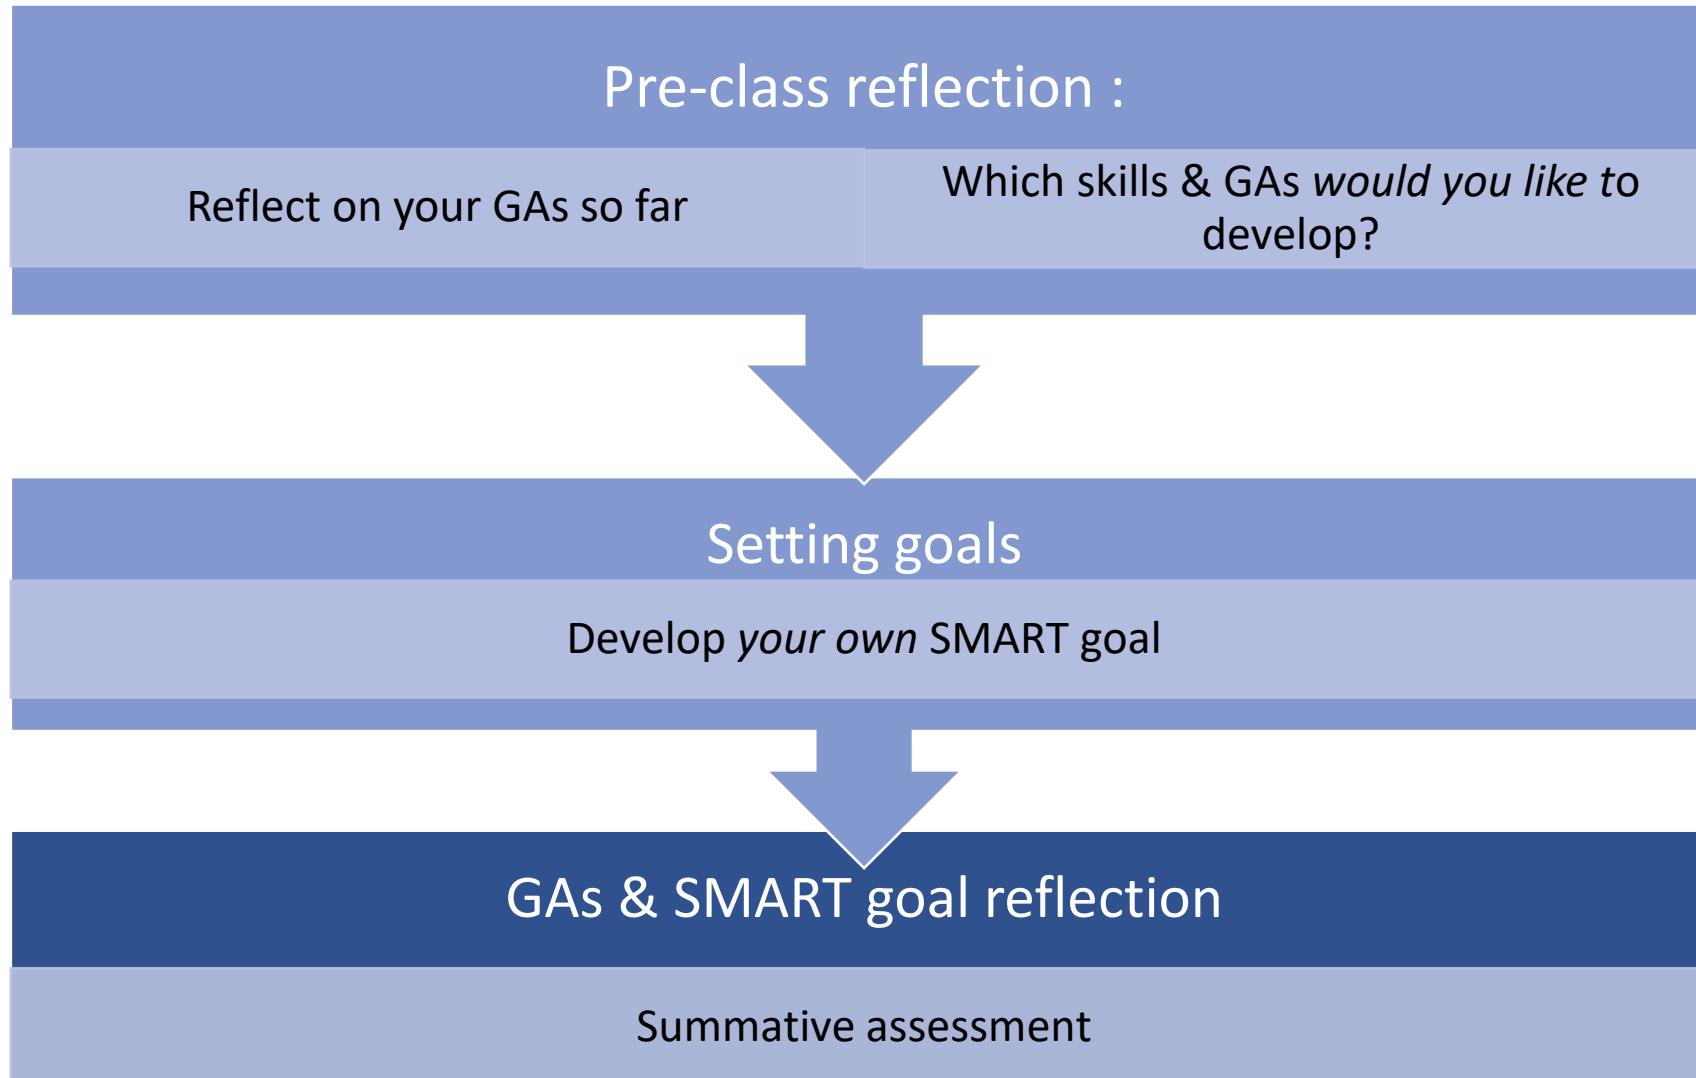 Pre-class reflection :
Reflect on your GAs so far
Which skills & GAs would you like to
develop?
Setting goals
Develop your own SMART goal
GAs & SMART goal reflection
Summative assessment